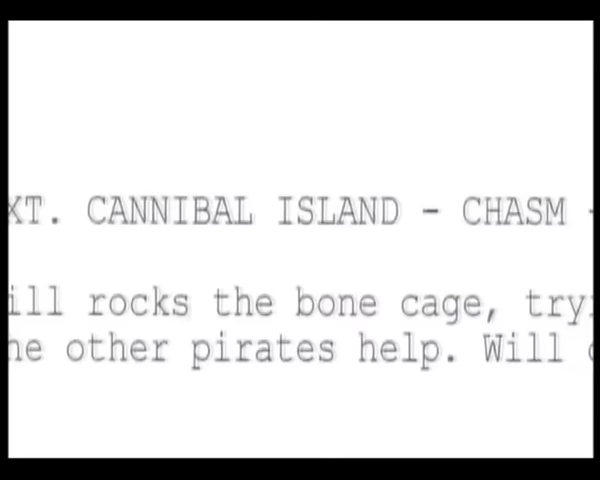 XT. CANNIBAL ISLAND - CHASM -
ill rocks the bone cage, try
he other pirates help. Will